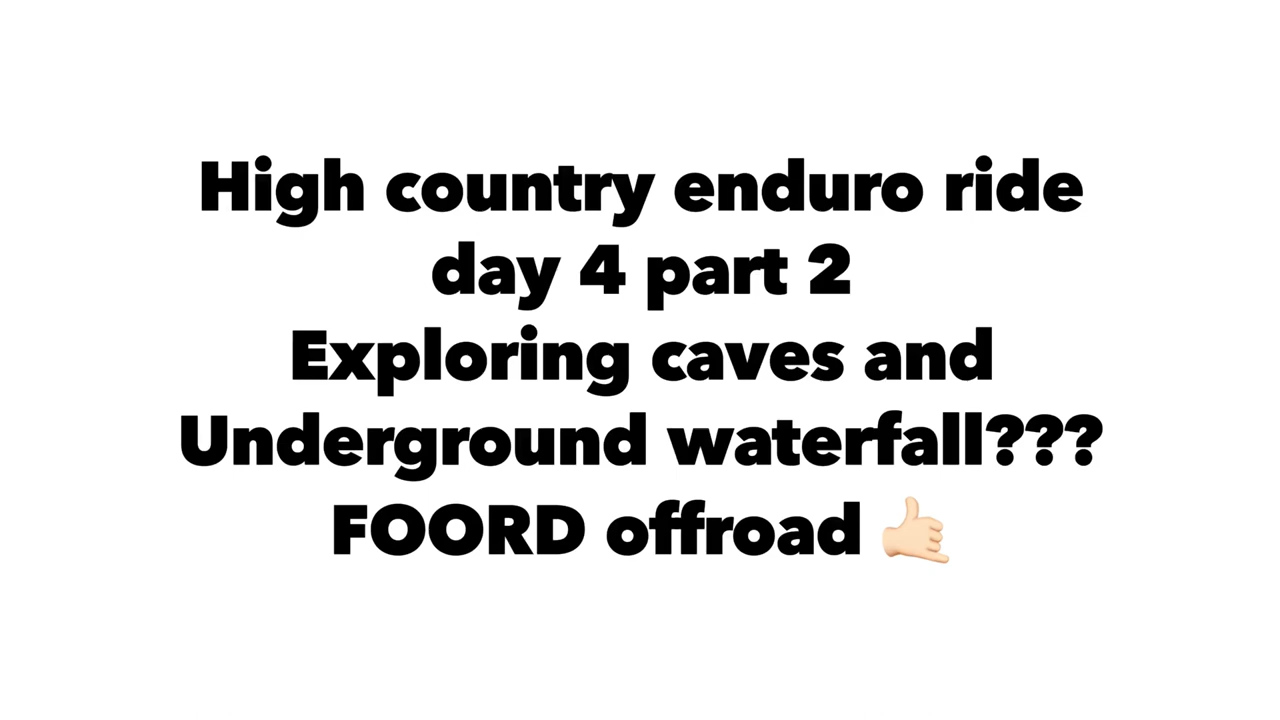 High country enduro ride
day 4 part 2
Exploring caves and
Underground waterfall???
FOORD offroad 🤙🏻